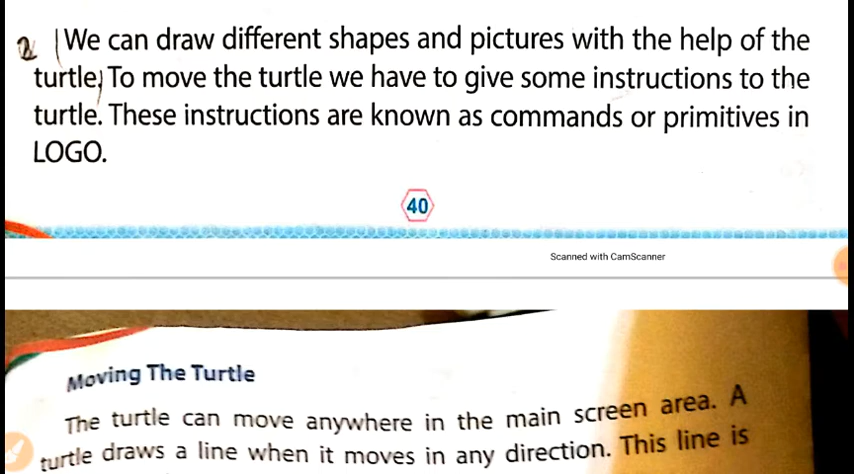 2 We can draw different shapes and pictures with the help of the
turtle. To move the turtle we have to give some instructions to the
turtle. These instructions are known as commands or primitives in
LOGO.
40
Scanned with CamScanner
Moving The Turtle
The turtle can move anywhere in the main screen area. A
turtle draws a line when it moves in any direction. This line is